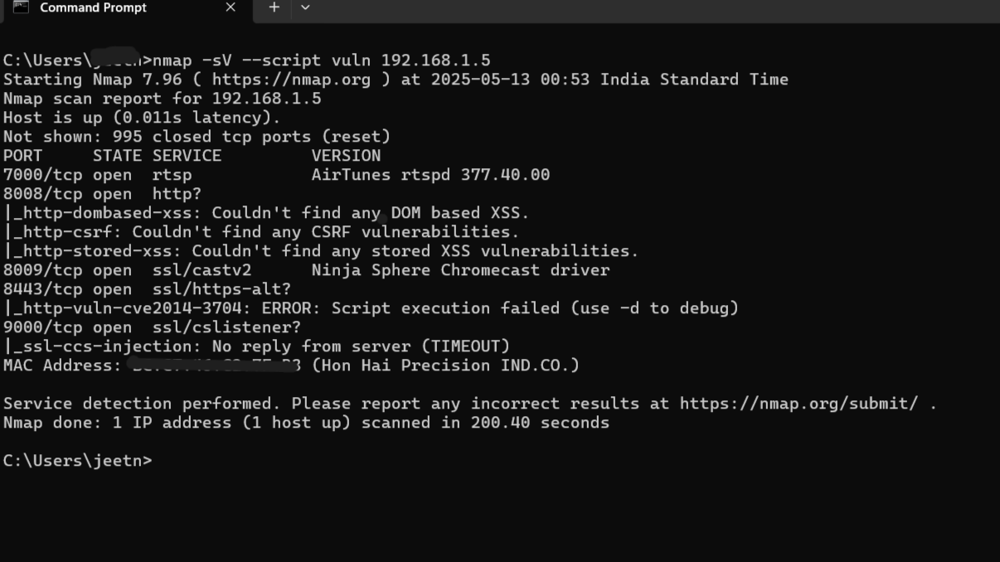 Command Prompt
C:\Users\>nmap -sV --script vuln 192.168.1.5
Starting Nmap 7.96 ( https://nmap.org ) at 2025-05-13 00:53 India Standard Time
Nmap scan report for 192.168.1.5
Host is up (0.011s latency).
Not shown: 995 closed tcp ports (reset)
PORT     STATE SERVICE         VERSION
7000/tcp open  rtsp            AirTunes rtspd 377.40.00
8008/tcp open  http?
|_http-dombased-xss: Couldn't find any DOM based XSS.
|_http-csrf: Couldn't find any CSRF vulnerabilities.
|_http-stored-xss: Couldn't find any stored XSS vulnerabilities.
8009/tcp open  ssl/castv2      Ninja Sphere Chromecast driver
8443/tcp open  ssl/https-alt?
|_http-vuln-cve2014-3704: ERROR: Script execution failed (use -d to debug)
9000/tcp open  ssl/cslistener?
|_ssl-ccs-injection: No reply from server (TIMEOUT)
MAC Address: (Hon Hai Precision IND.CO.)
Service detection performed. Please report any incorrect results at https://nmap.org/submit/ .
Nmap done: 1 IP address (1 host up) scanned in 200.40 seconds
C:\Users\jeetn>